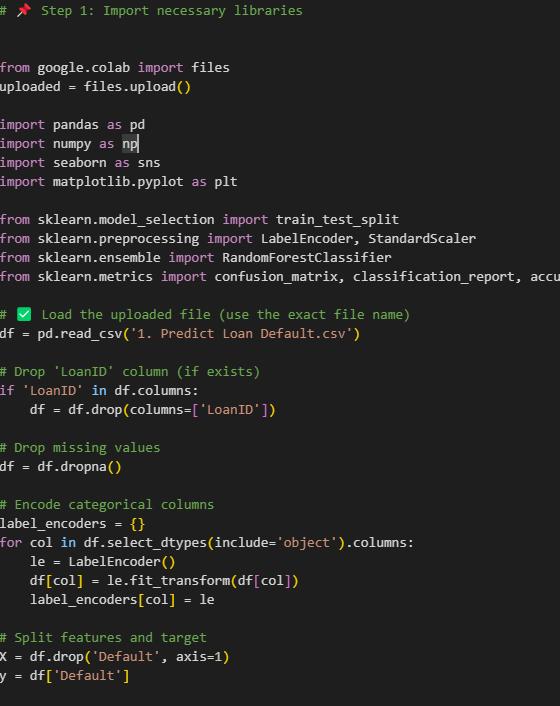 # 📌 Step 1: Import necessary libraries
from google.colab import files
uploaded = files.upload()
import pandas as pd
import numpy as np
import seaborn as sns
import matplotlib.pyplot as plt
from sklearn.model_selection import train_test_split
from sklearn.preprocessing import LabelEncoder, StandardScaler
from sklearn.ensemble import RandomForestClassifier
from sklearn.metrics import confusion_matrix, classification_report, accu
# ✅ Load the uploaded file (use the exact file name)
df = pd.read_csv('1. Predict Loan Default.csv')
# Drop 'LoanID' column (if exists)
if 'LoanID' in df.columns:
    df = df.drop(columns=['LoanID'])
# Drop missing values
df = df.dropna()
# Encode categorical columns
label_encoders = {}
for col in df.select_dtypes(include='object').columns:
    le = LabelEncoder()
    df[col] = le.fit_transform(df[col])
    label_encoders[col] = le
# Split features and target
X = df.drop('Default', axis=1)
y = df['Default']